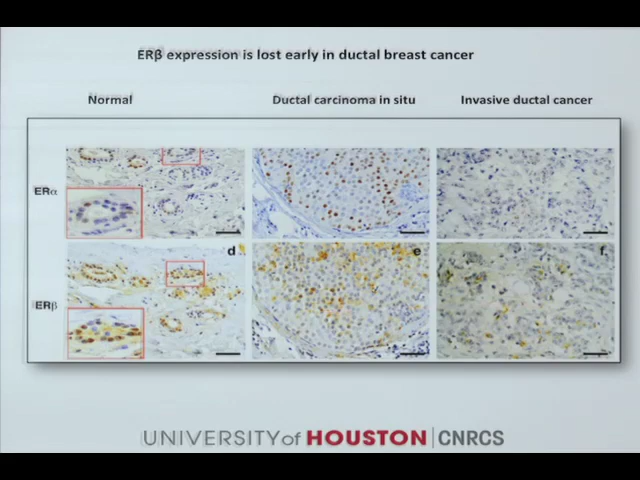 ERβ expression is lost early in ductal breast cancer
Normal
Ductal carcinoma in situ
Invasive ductal cancer
ERα
d
e
f
ERβ
UNIVERSITY of HOUSTON | CNRCS